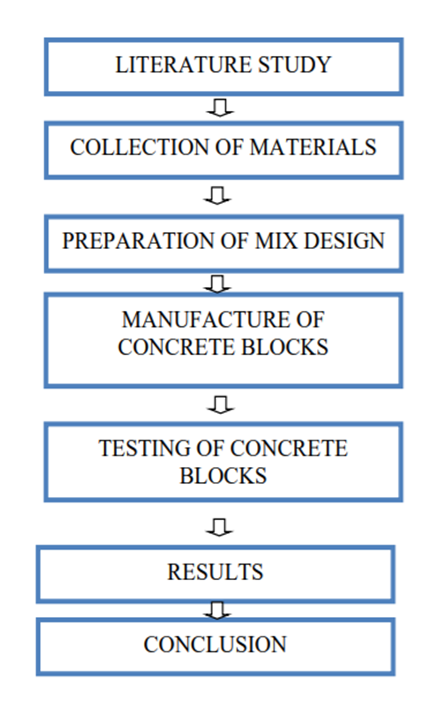 LITERATURE STUDY
COLLECTION OF MATERIALS
PREPARATION OF MIX DESIGN
MANUFACTURE OF
CONCRETE BLOCKS
TESTING OF CONCRETE
BLOCKS
RESULTS
CONCLUSION